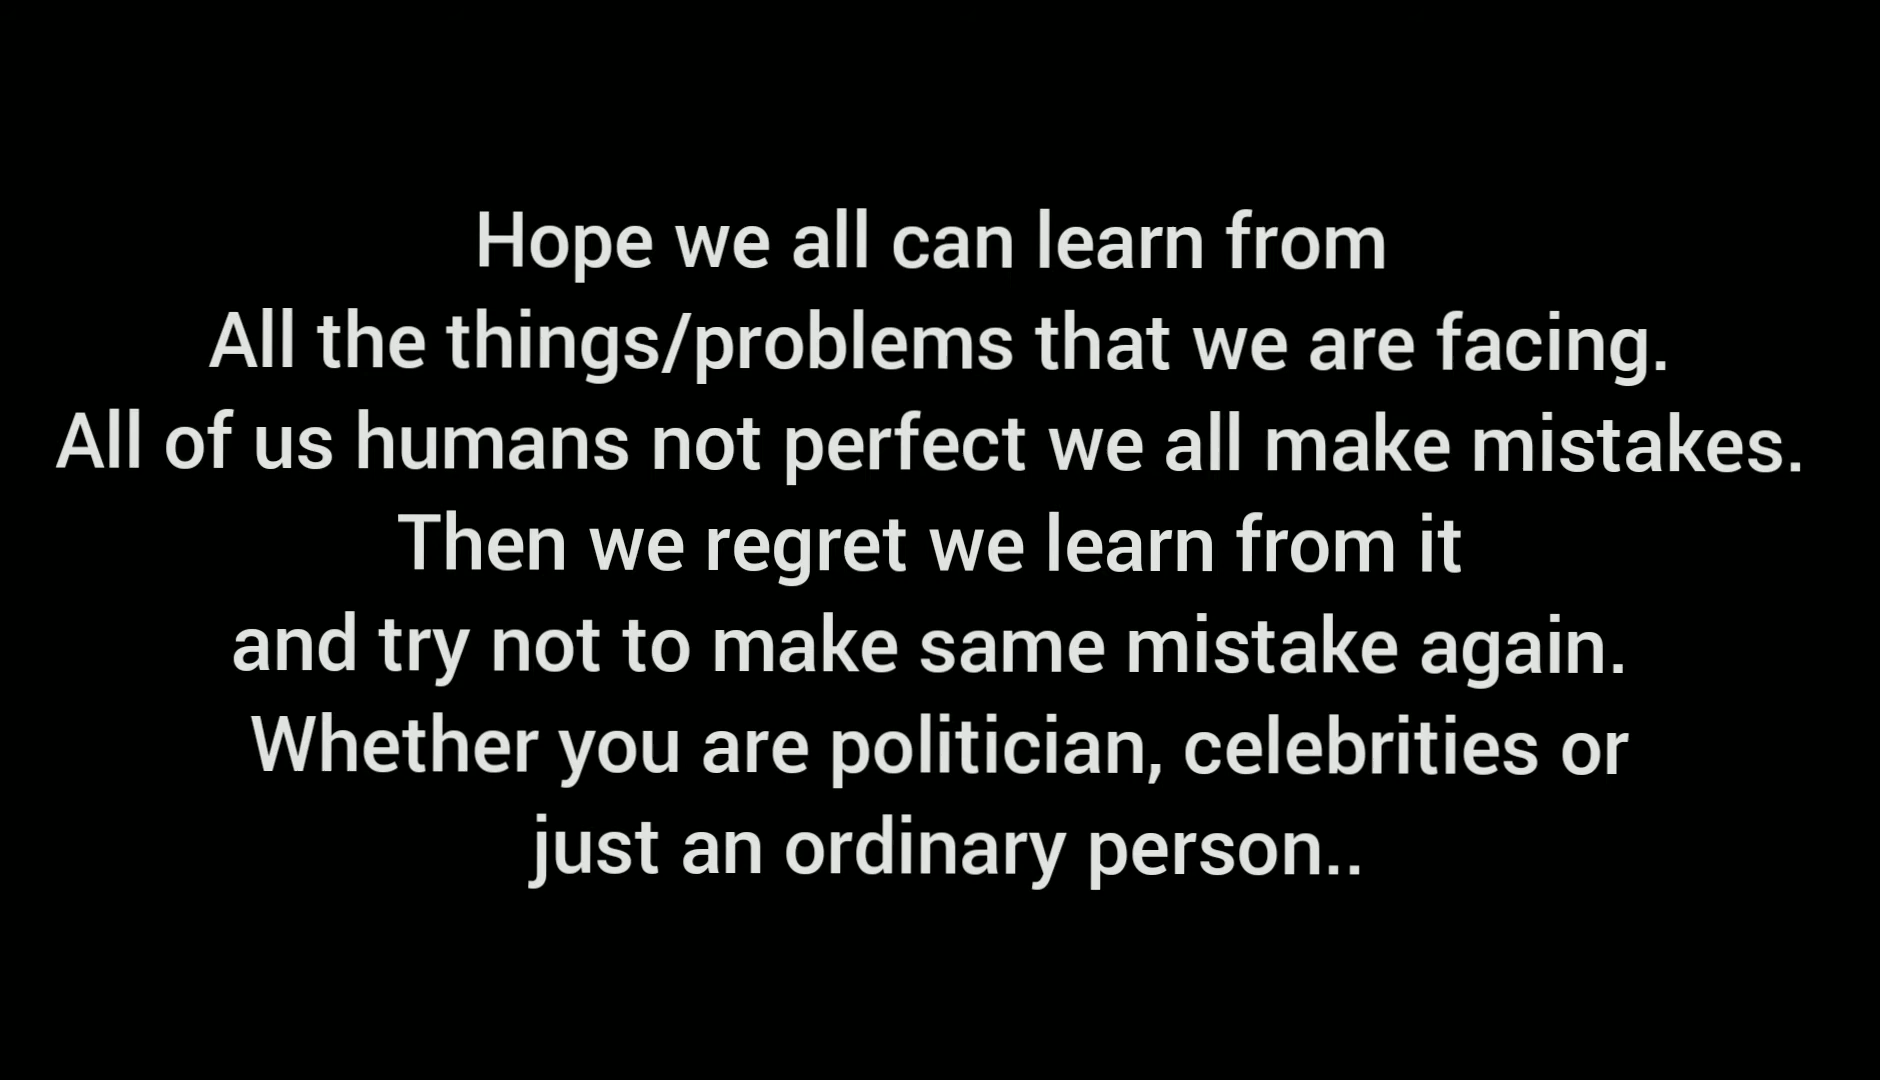 Hope we all can learn from
All the things/problems that we are facing.
All of us humans not perfect we all make mistakes.
Then we regret we learn from it
and try not to make same mistake again.
Whether you are politician, celebrities or
just an ordinary person..